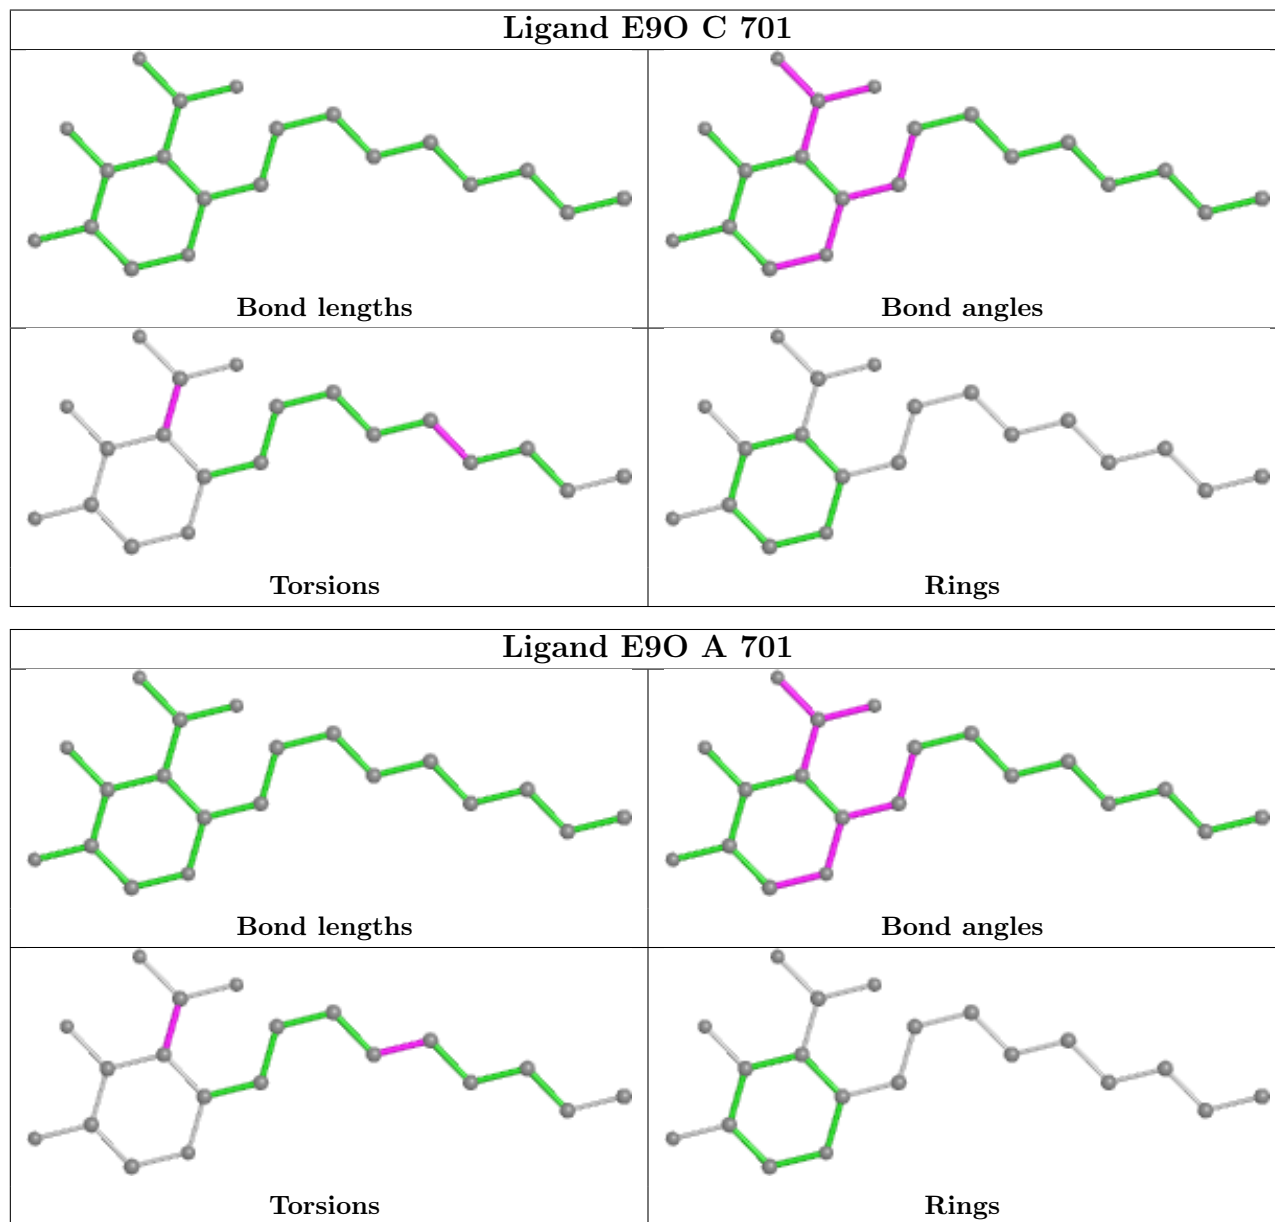 Ligand E9O C 701
Bond lengths
Bond angles
Torsions
Rings
Ligand E9O A 701
Bond lengths
Bond angles
Torsions
Rings